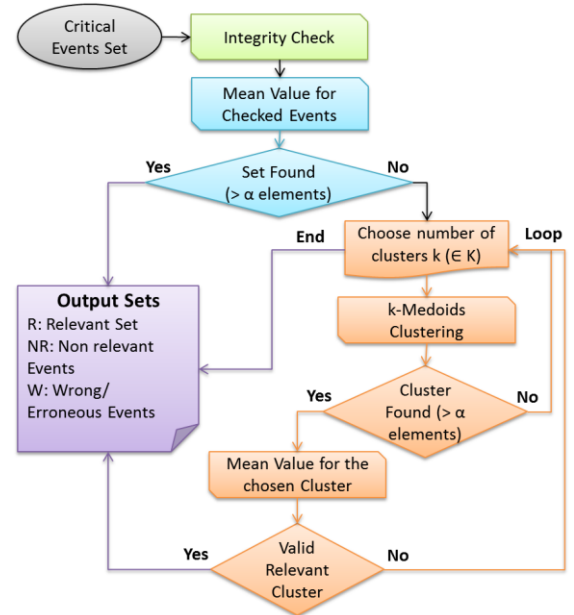 Critical
Events Set
Integrity Check
Mean Value for
Checked Events
Yes
No
Set Found
(> α elements)
End
Loop
Choose number of
clusters k (∈ K)
Output Sets
R: Relevant Set
NR: Non relevant
Events
W: Wrong/
Erroneous Events
k-Medoids
Clustering
Yes
No
Cluster
Found (> α
elements)
Mean Value for the
chosen Cluster
Yes
No
Valid
Relevant
Cluster